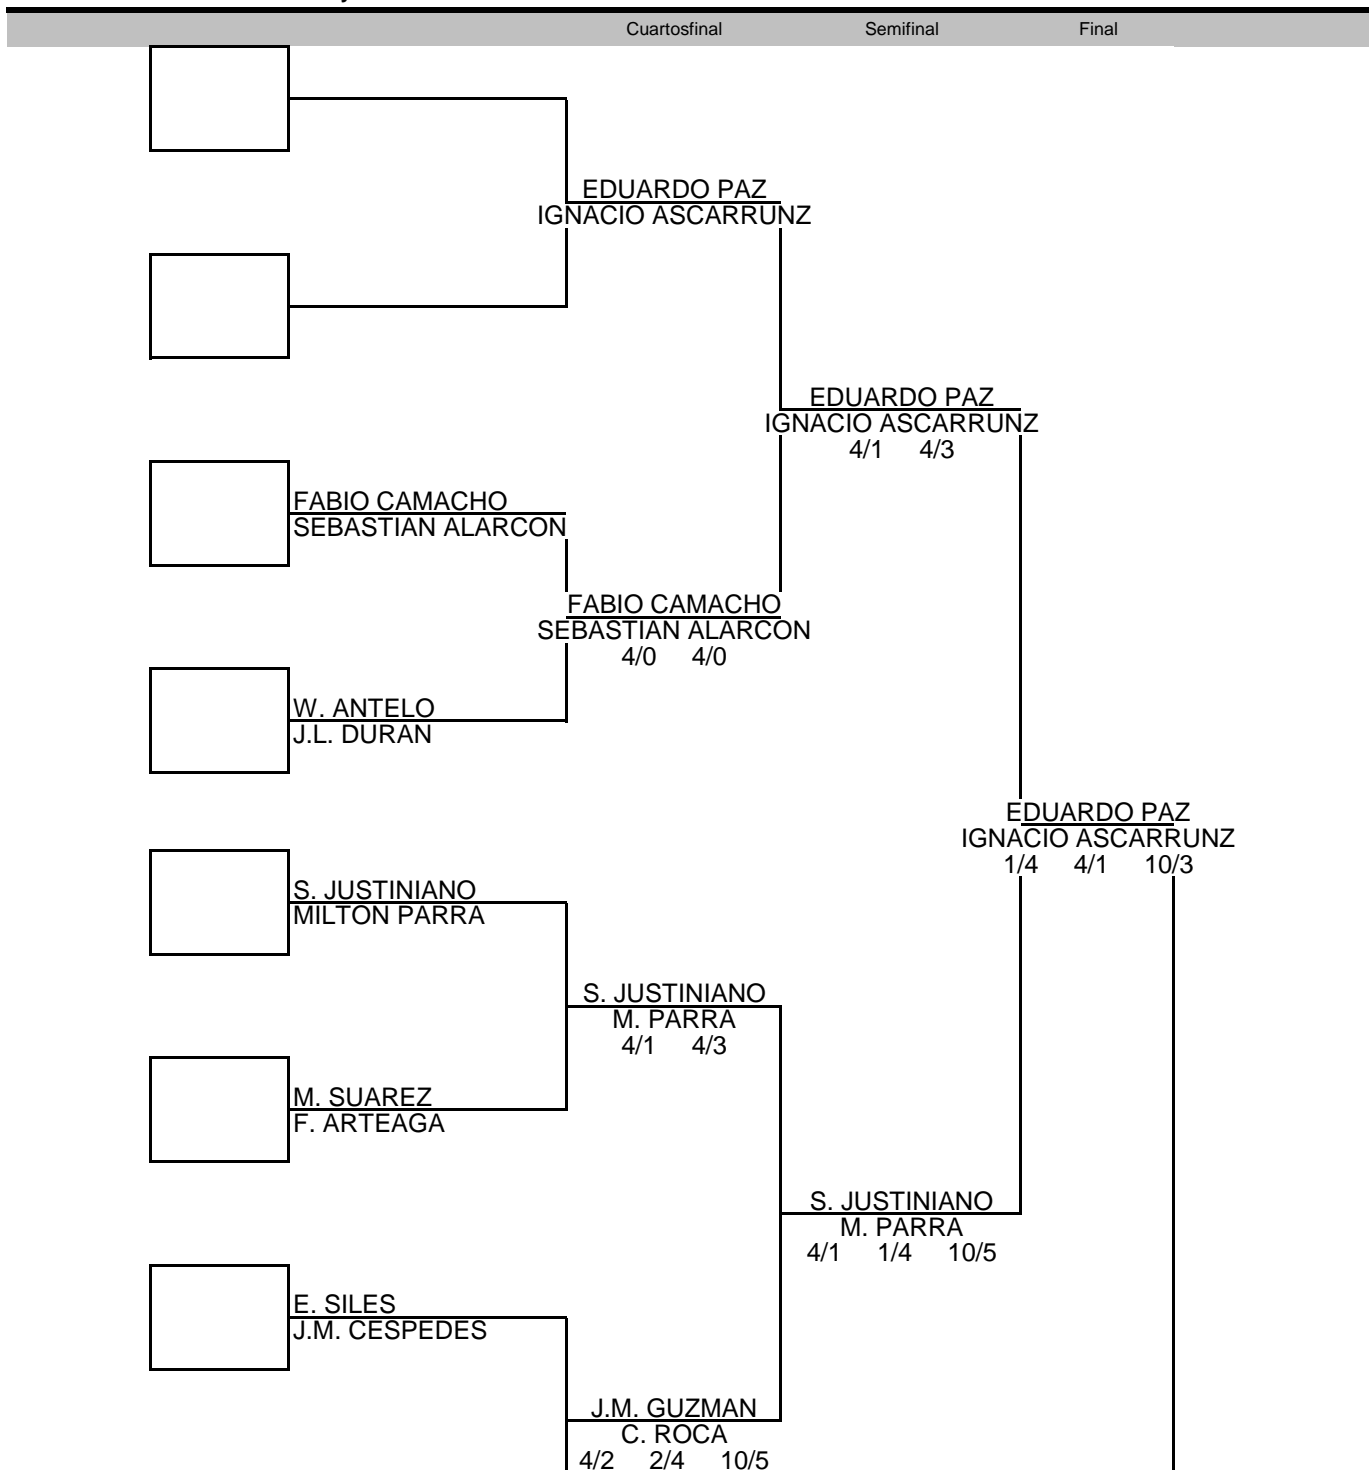 Cuartosfinal Semifinal Final
EDUARDO PAZ
IGNACIO ASCARRUNZ
EDUARDO PAZ
IGNACIO ASCARRUNZ
4/1 4/3
FABIO CAMACHO
SEBASTIAN ALARCON
FABIO CAMACHO
SEBASTIAN ALARCON
4/0 4/0
W. ANTELO
J.L. DURAN
EDUARDO PAZ
IGNACIO ASCARRUNZ
1/4 4/1 10/3
S. JUSTINIANO
MILTON PARRA
S. JUSTINIANO
M. PARRA
4/1 4/3
M. SUAREZ
F. ARTEAGA
S. JUSTINIANO
M. PARRA
4/1 1/4 10/5
E. SILES
J.M. CESPEDES
J.M. GUZMAN
C. ROCA
4/2 2/4 10/5